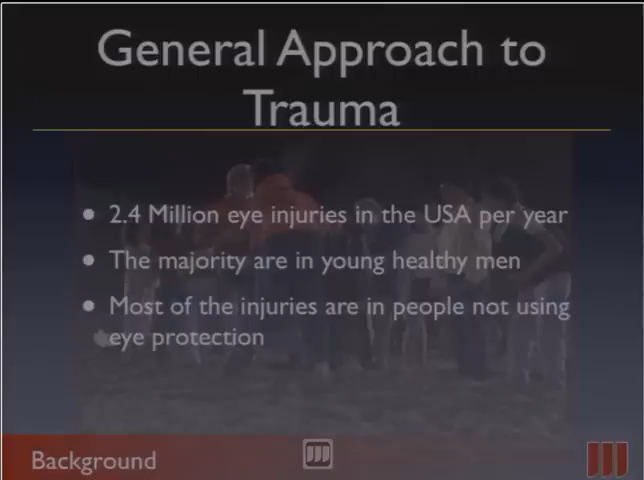 General Approach to
Trauma
• 2.4 Million eye injuries in the USA per year
• The majority are in young healthy men
• Most of the injuries are in people not using
eye protection
Background